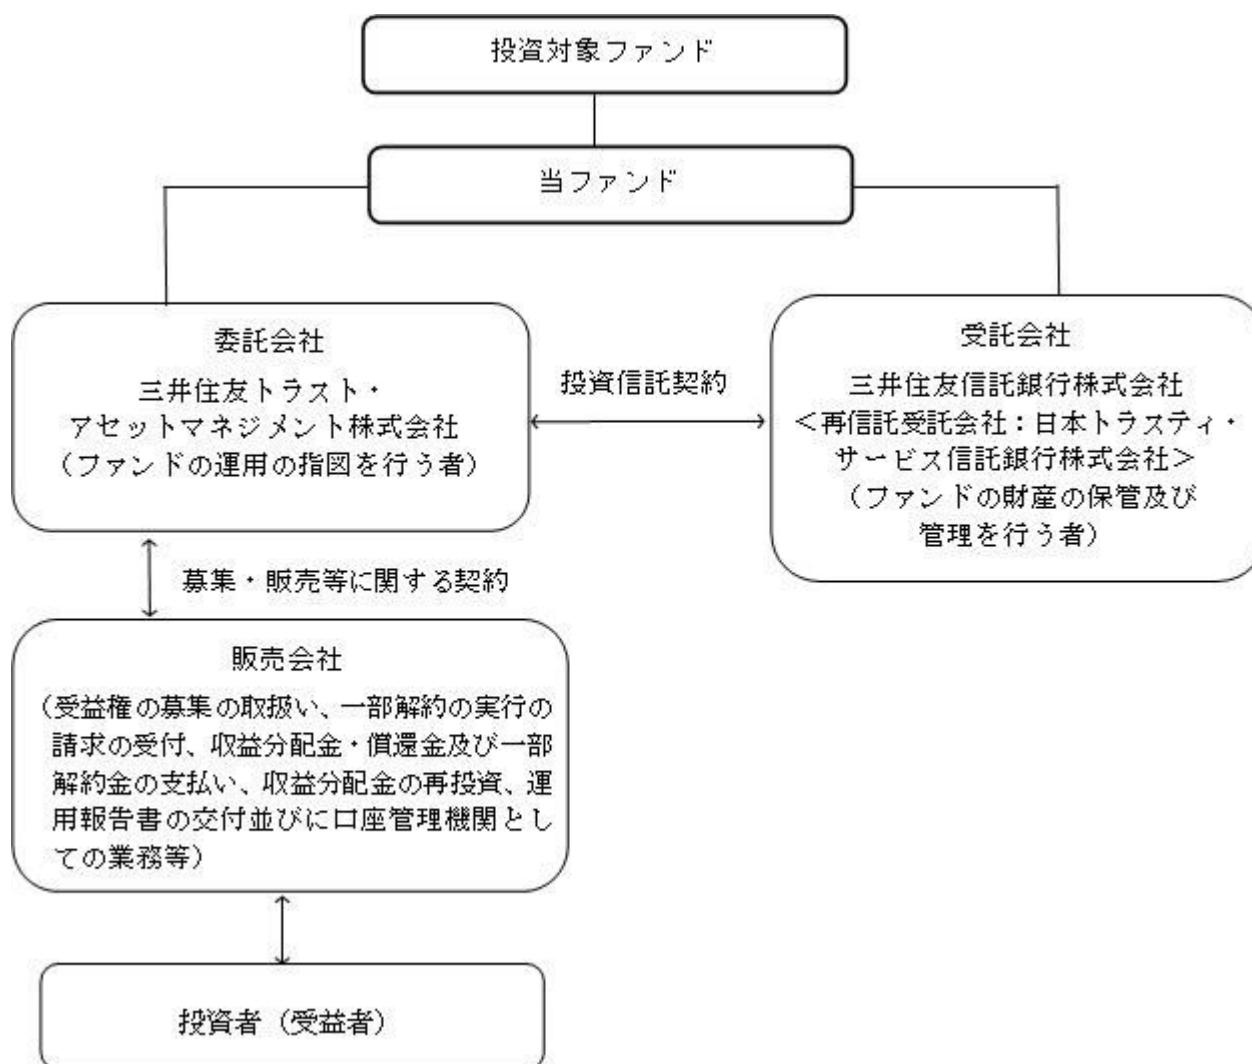 投資対象ファンド
当ファンド
委託会社
三井住友トラスト・
アセットマネジメント株式会社
（ファンドの運用の指図を行う者）
投資信託契約
受託会社
三井住友信託銀行株式会社
＜再信託受託会社：日本トラスティ・
サービス信託銀行株式会社＞
（ファンドの財産の保管及び
管理を行う者）
募集・販売等に関する契約
販売会社
（受益権の募集の取扱い、一部解約の実行の
請求の受付、収益分配金・償還金及び一部
解約金の支払い、収益分配金の再投資、運
用報告書の交付並びに口座管理機関とし
ての業務等）
投資者（受益者）